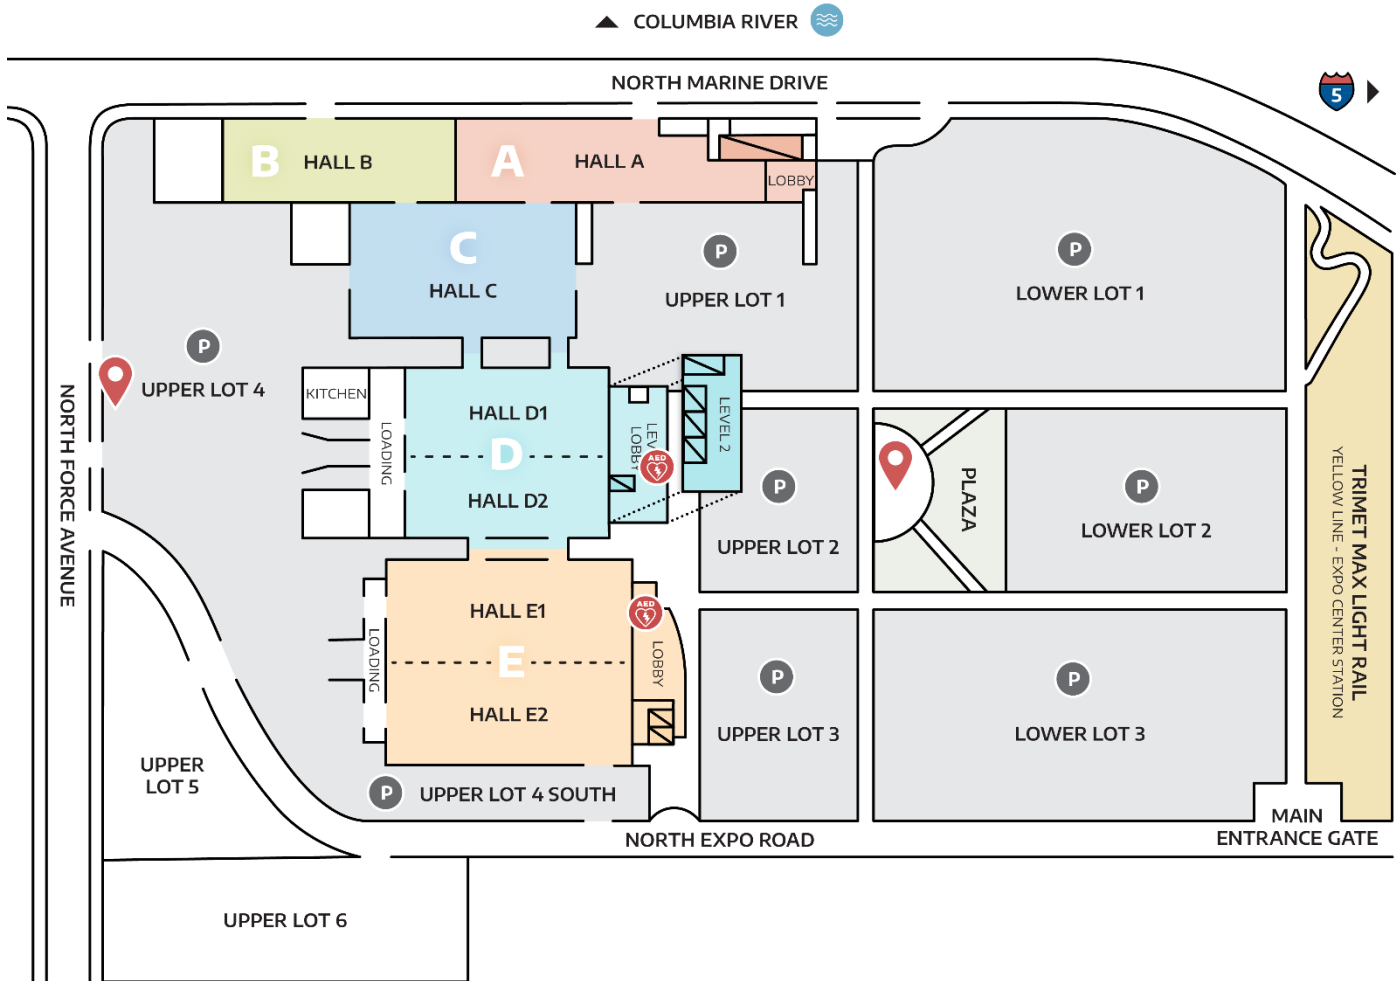 COLUMBIA RIVER
NORTH MARINE DRIVE
5
B
HALL B
A
HALL A
LOBBY
C
HALL C
P
UPPER LOT 1
P
LOWER LOT 1
P
UPPER LOT 4
KITCHEN
LOADING
HALL D1
D
HALL D2
LOBBY
AED
LEVEL 2
P
UPPER LOT 2
PLAZA
P
LOWER LOT 2
NORTH FORCE AVENUE
TRIMET MAX LIGHT RAIL
YELLOW LINE - EXPO CENTER STATION
HALL E1
E
HALL E2
LOADING
AED
LOBBY
P
UPPER LOT 3
P
LOWER LOT 3
UPPER
LOT 5
P
UPPER LOT 4 SOUTH
MAIN
ENTRANCE GATE
NORTH EXPO ROAD
UPPER LOT 6